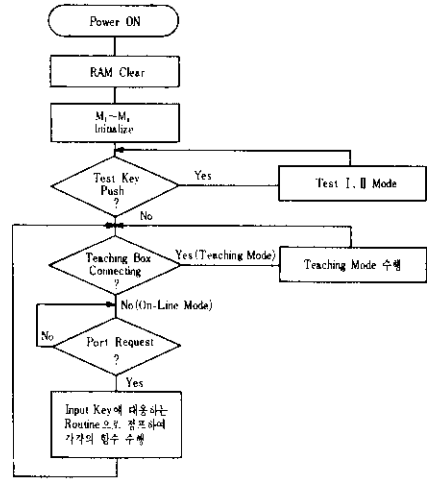 Power ON
RAM Clear
M₁~M₈
Initialize
Test Key
Push
?
Yes
Test Ⅰ, Ⅱ Mode
No
Teaching Box
Connecting
?
Yes(Teaching Mode)
Teaching Mode 수행
No(On-Line Mode)
Port Request
?
No
Yes
Input Key에 대응하는
Routine으로 점프하여
각각의 함수 수행